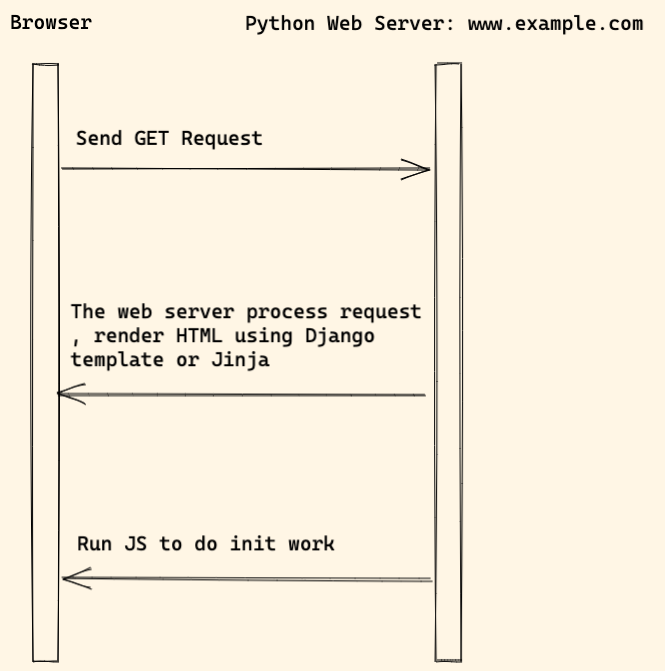 Browser
Python Web Server: www.example.com
Send GET Request
The web server process request
, render HTML using Django
template or Jinja
Run JS to do init work